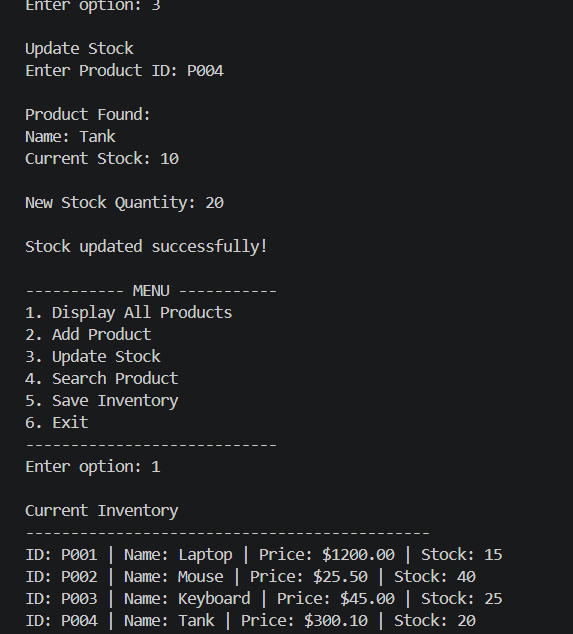 Enter option: 3
Update Stock
Enter Product ID: P004
Product Found:
Name: Tank
Current Stock: 10
New Stock Quantity: 20
Stock updated successfully!
----------- MENU -----------
1. Display All Products
2. Add Product
3. Update Stock
4. Search Product
5. Save Inventory
6. Exit
----------------------------
Enter option: 1
Current Inventory
---------------------------------------------
ID: P001 | Name: Laptop | Price: $1200.00 | Stock: 15
ID: P002 | Name: Mouse | Price: $25.50 | Stock: 40
ID: P003 | Name: Keyboard | Price: $45.00 | Stock: 25
ID: P004 | Name: Tank | Price: $300.10 | Stock: 20